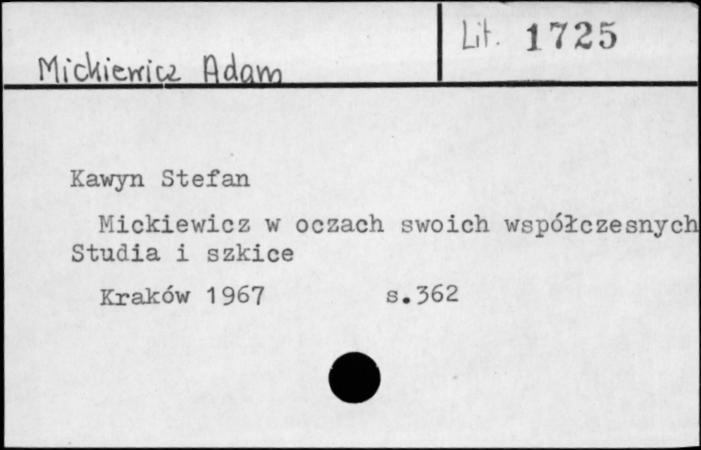 Lit. 1725
Mickiewicz Adam
Kawyn Stefan
Mickiewicz w oczach swoich współczesnych
Studia i szkice
Kraków 1967 s.362